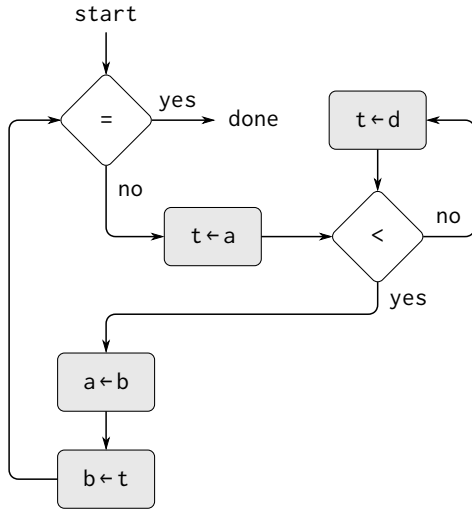 start
=
yes
done
t←d
no
t←a
<
no
yes
a←b
b←t